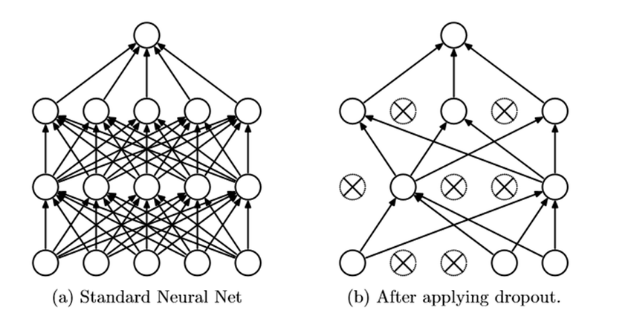 (a) Standard Neural Net
(b) After applying dropout.